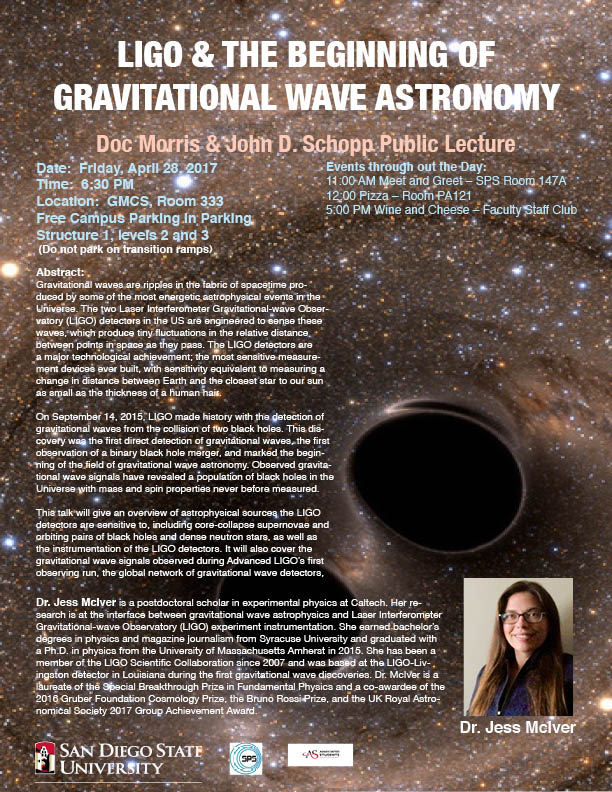 LIGO & THE BEGINNING OF
GRAVITATIONAL WAVE ASTRONOMY
Doc Morris & John D. Schopp Public Lecture
Date: Friday, April 28, 2017
Time: 6:30 PM
Location: GMCS, Room 333
Free Campus Parking in Parking
Structure 1, levels 2 and 3
(Do not park on transition ramps)
Events through out the Day:
11:00 AM Meet and Greet – SPS Room 147A
12:00 Pizza – Room PA121
5:00 PM Wine and Cheese – Faculty Staff Club
Abstract:
Gravitational waves are ripples in the fabric of spacetime pro-
duced by some of the most energetic astrophysical events in the
Universe. The two Laser Interferometer Gravitational-wave Obser-
vatory (LIGO) detectors in the US are engineered to sense these
waves, which produce tiny fluctuations in the relative distance
between points in space as they pass. The LIGO detectors are
a major technological achievement; the most sensitive measure-
ment devices ever built, with sensitivity equivalent to measuring a
change in distance between Earth and the closest star to our sun
as small as the thickness of a human hair.
On September 14, 2015, LIGO made history with the detection of
gravitational waves from the collision of two black holes. This dis-
covery was the first direct detection of gravitational waves, the first
observation of a binary black hole merger, and marked the begin-
ning of the field of gravitational wave astronomy. Observed gravita-
tional wave signals have revealed a population of black holes in the
Universe with mass and spin properties never before measured.
This talk will give an overview of astrophysical sources the LIGO
detectors are sensitive to, including core-collapse supernovae and
orbiting pairs of black holes and dense neutron stars, as well as
the instrumentation of the LIGO detectors. It will also cover the
gravitational wave signals observed during Advanced LIGO's first
observing run, the global network of gravitational wave detectors,
Dr. Jess McIver is a postdoctoral scholar in experimental physics at Caltech. Her re-
search is at the interface between gravitational wave astrophysics and Laser Interferometer
Gravitational-wave Observatory (LIGO) experiment instrumentation. She earned bachelor's
degrees in physics and magazine journalism from Syracuse University and graduated with
a Ph.D. in physics from the University of Massachusetts Amherst in 2015. She has been a
member of the LIGO Scientific Collaboration since 2007 and was based at the LIGO-Liv-
ingston detector in Louisiana during the first gravitational wave discoveries. Dr. McIver is a
laureate of the Special Breakthrough Prize in Fundamental Physics and a co-awardee of the
2016 Gruber Foundation Cosmology Prize, the Bruno Rossi Prize, and the UK Royal Astro-
nomical Society 2017 Group Achievement Award.
Dr. Jess McIver
SAN DIEGO STATE
UNIVERSITY
SPS
AS ASSOCIATED
STUDENTS